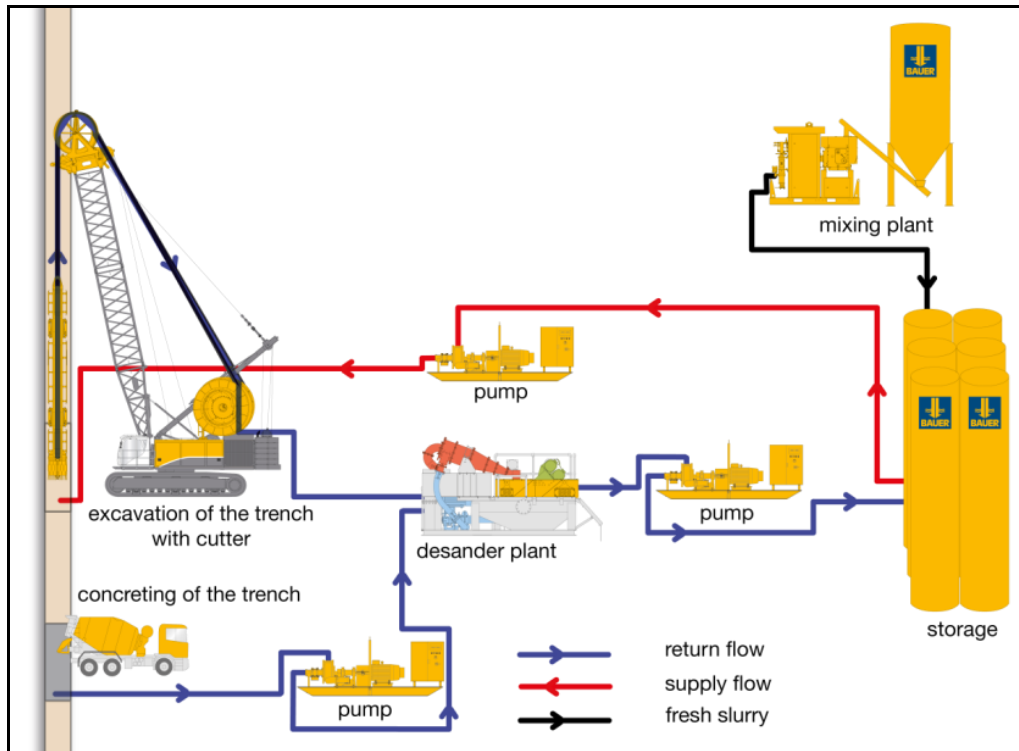 BAUER
mixing plant
pump
BAUER
BAUER
excavation of the trench
with cutter
desander plant
pump
concreting of the trench
storage
return flow
supply flow
pump
fresh slurry